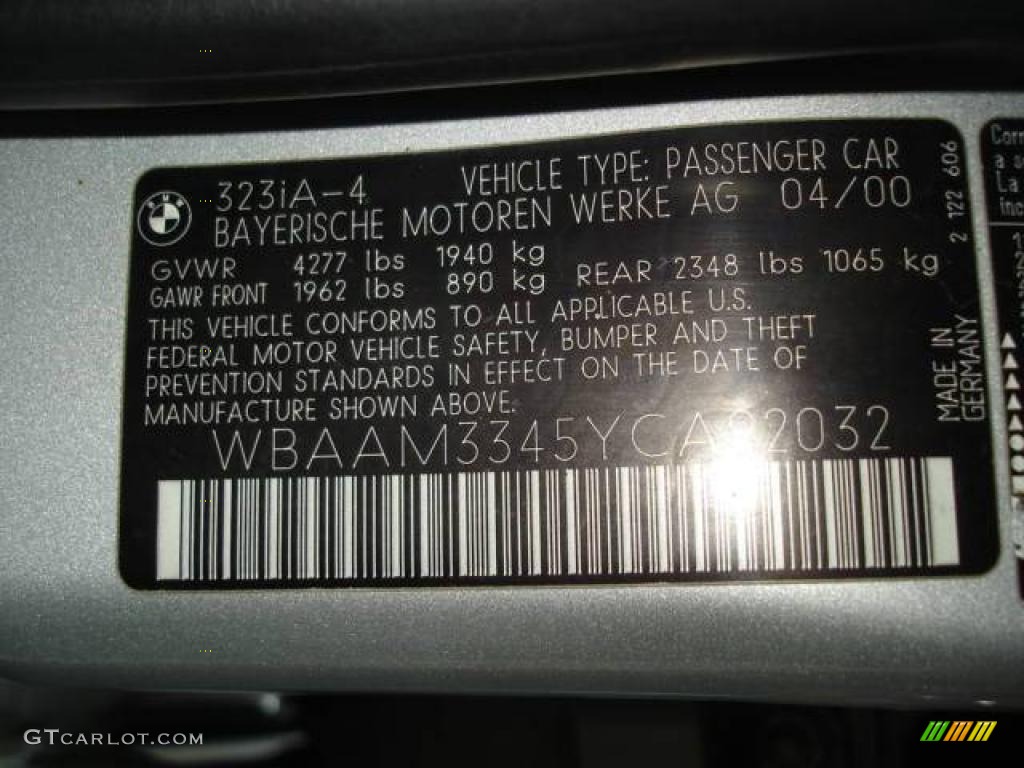 323iA-4 VEHICLE TYPE: PASSENGER CAR
BAYERISCHE MOTOREN WERKE AG 04/00
GVWR 4277 lbs 1940 kg
GAWR FRONT 1962 lbs 890 kg REAR 2348 lbs 1065 kg
THIS VEHICLE CONFORMS TO ALL APPLICABLE U.S.
FEDERAL MOTOR VEHICLE SAFETY, BUMPER AND THEFT
PREVENTION STANDARDS IN EFFECT ON THE DATE OF
MANUFACTURE SHOWN ABOVE.
2 122 606
MADE IN
GERMANY
BMW
GTCARLOT.COM